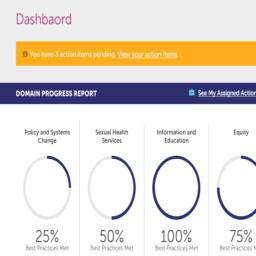 Dashbaord
You have 3 action items pending. View your action items.
DOMAIN PROGRESS REPORT
See My Assigned Action
Policy and Systems
Change
Sexual Health
Services
Information and
Education
Equity
25%
50%
100%
75%
Best Practices Met
Best Practices Met
Best Practices Met
Best Practices Met